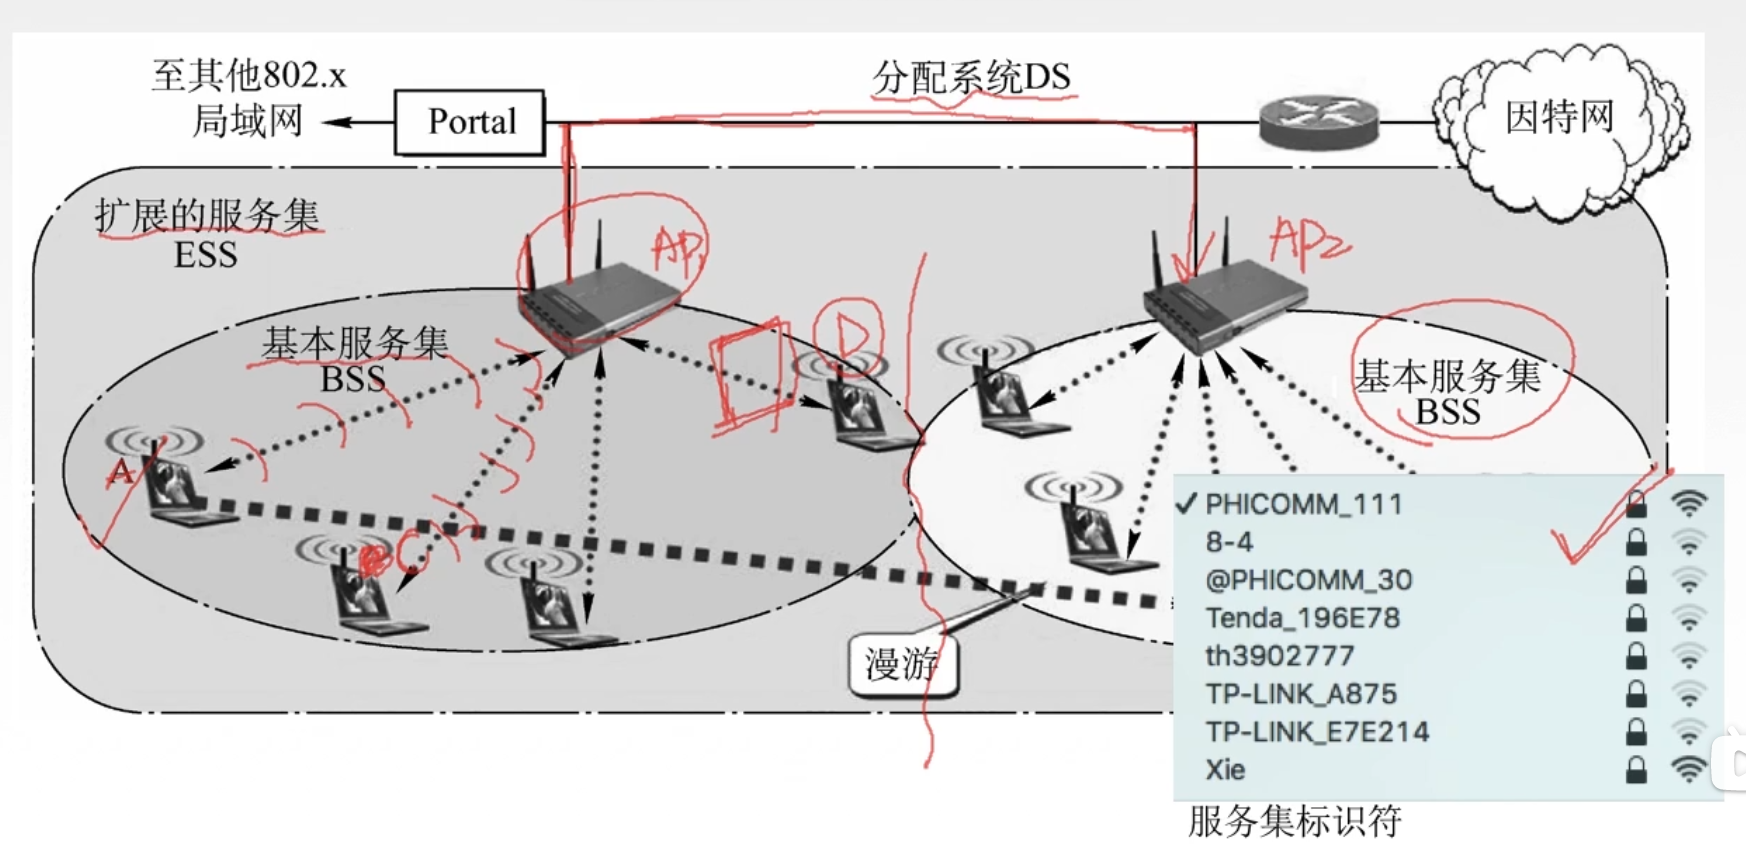 至其他802.x
局域网
Portal
分配系统DS
因特网
扩展的服务集
ESS
AP1
AP2
基本服务集
BSS
D
基本服务集
BSS
A
C
漫游
✓ PHICOMM_111
8-4
@PHICOMM_30
Tenda_196E78
th3902777
TP-LINK_A875
TP-LINK_E7E214
Xie
服务集标识符